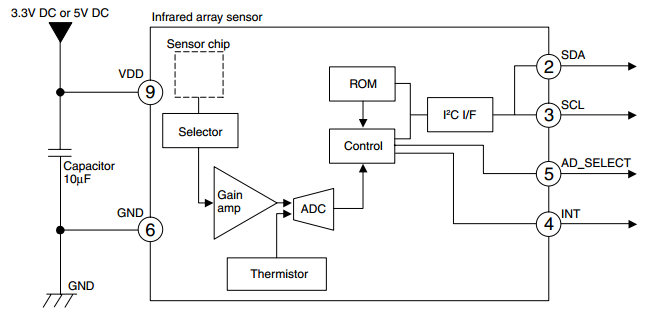 3.3V DC or 5V DC
Infrared array sensor
Sensor chip
VDD
9
Selector
Capacitor
10μF
GND
6
GND
Gain
amp
ADC
Thermistor
ROM
Control
I²C I/F
SDA
2
SCL
3
AD_SELECT
5
INT
4